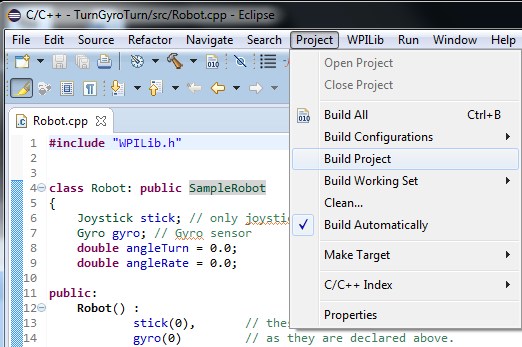 C/C++ - TurnGyroTurn/src/Robot.cpp - Eclipse
File Edit Source Refactor Navigate Search Project WPILib Run Window Help
Open Project
Close Project
Build All Ctrl+B
Build Configurations
Build Project
Build Working Set
Clean...
Build Automatically
Make Target
C/C++ Index
Properties
Robot.cpp
1 #include "WPILib.h"
2
3
4 class Robot: public SampleRobot
5 {
6 Joystick stick; // only joystic
7 Gyro gyro; // Gyro sensor
8 double angleTurn = 0.0;
9 double angleRate = 0.0;
10
11 public:
12 Robot() :
13 stick(0), // thes
14 gyro(0) // as they are declared above.